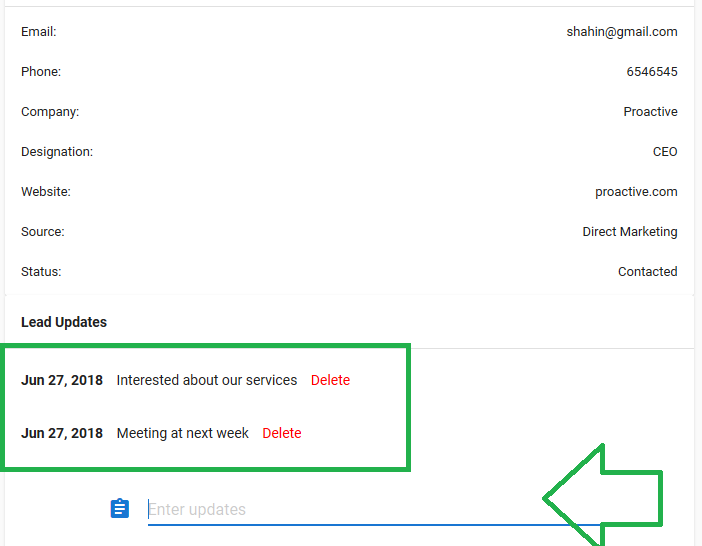 Email: shahin@gmail.com
Phone: 6546545
Company: Proactive
Designation: CEO
Website: proactive.com
Source: Direct Marketing
Status: Contacted
Lead Updates
Jun 27, 2018 Interested about our services Delete
Jun 27, 2018 Meeting at next week Delete
Enter updates